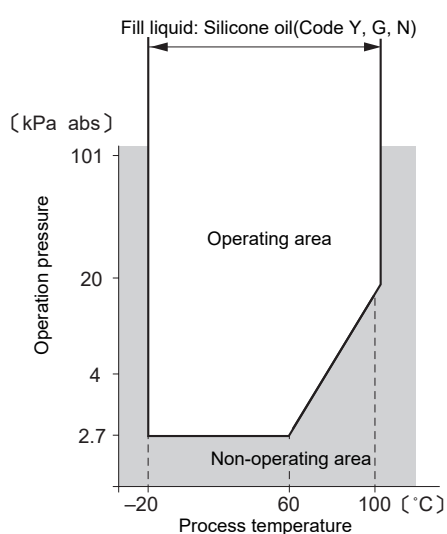 Fill liquid: Silicone oil(Code Y, G, N)
〔kPa abs〕
101
Operation pressure
Operating area
20
4
2.7
Non-operating area
–20 60 100〔˚C〕
Process temperature